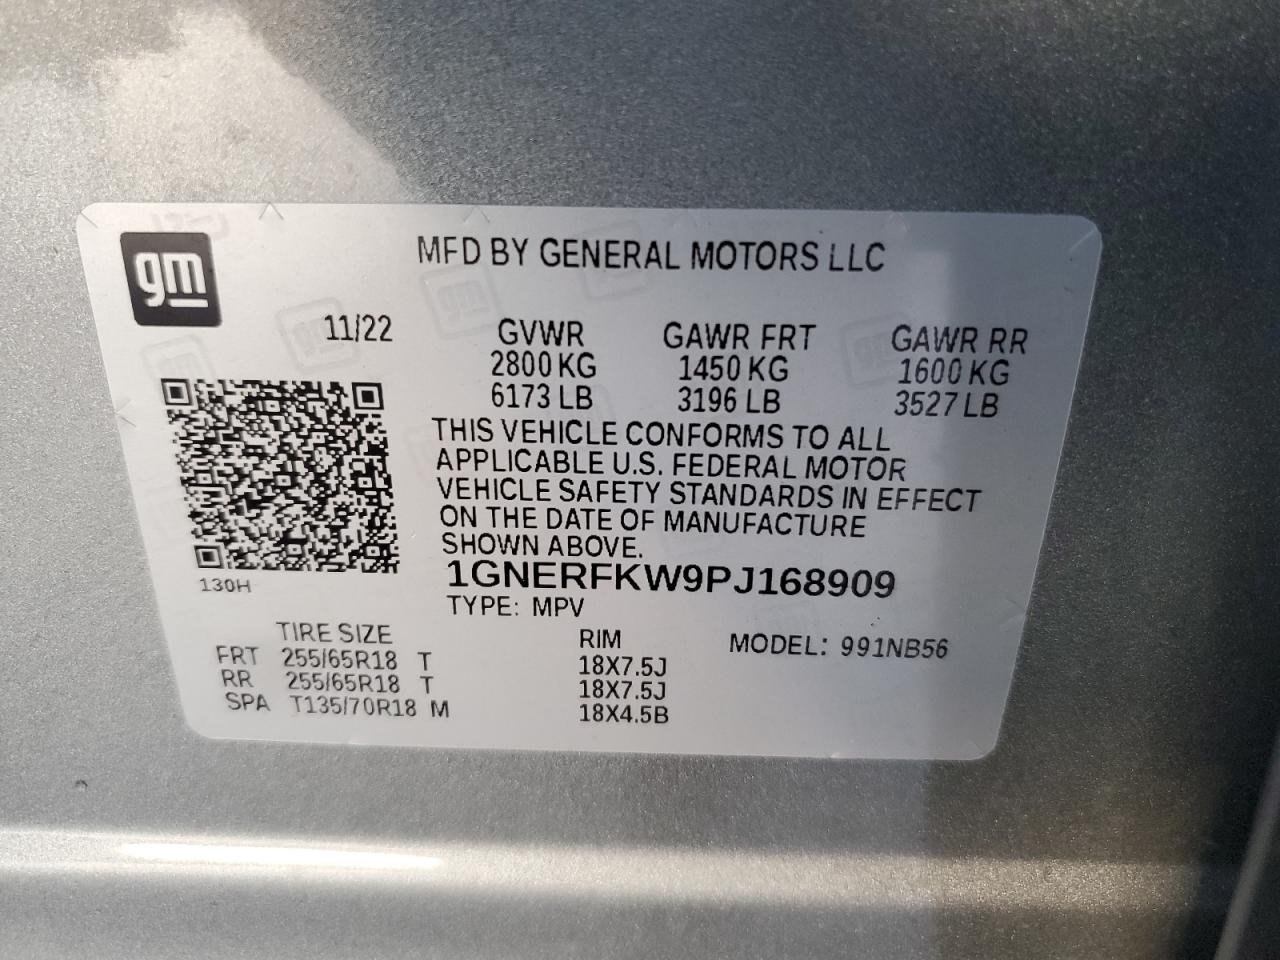 gm
MFD BY GENERAL MOTORS LLC
11/22 GVWR GAWR FRT GAWR RR
2800 KG 1450 KG 1600 KG
6173 LB 3196 LB 3527 LB
THIS VEHICLE CONFORMS TO ALL
APPLICABLE U.S. FEDERAL MOTOR
VEHICLE SAFETY STANDARDS IN EFFECT
ON THE DATE OF MANUFACTURE
SHOWN ABOVE.
130H
1GNERFKW9PJ168909
TYPE: MPV
TIRE SIZE RIM MODEL: 991NB56
FRT 255/65R18 T 18X7.5J
RR 255/65R18 T 18X7.5J
SPA T135/70R18 M 18X4.5B